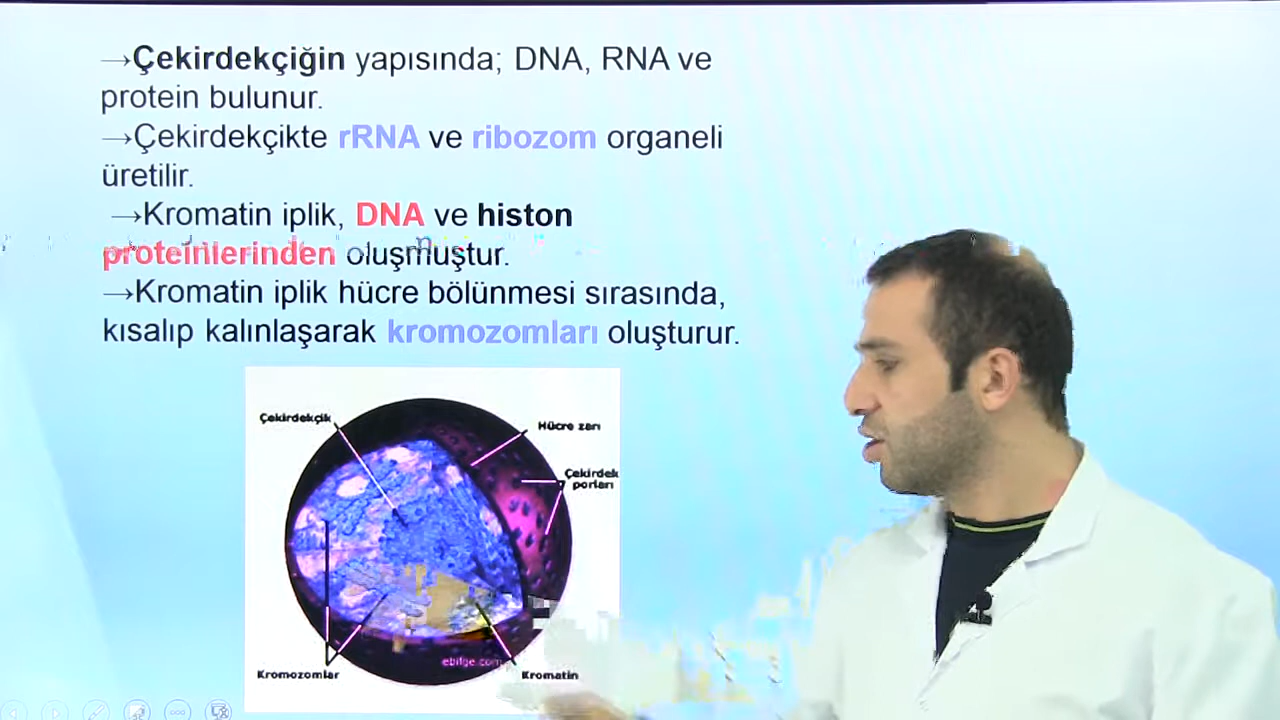 →Çekirdekçiğin yapısında; DNA, RNA ve
protein bulunur.
→Çekirdekçikte rRNA ve ribozom organeli
üretilir.
→Kromatin iplik, DNA ve histon
proteinlerinden oluşmuştur.
→Kromatin iplik hücre bölünmesi sırasında,
kısalıp kalınlaşarak kromozomları oluşturur.
Çekirdekçik
Hücre zarı
Çekirdek
porları
ebilge.com
Kromozomlar
Kromatin